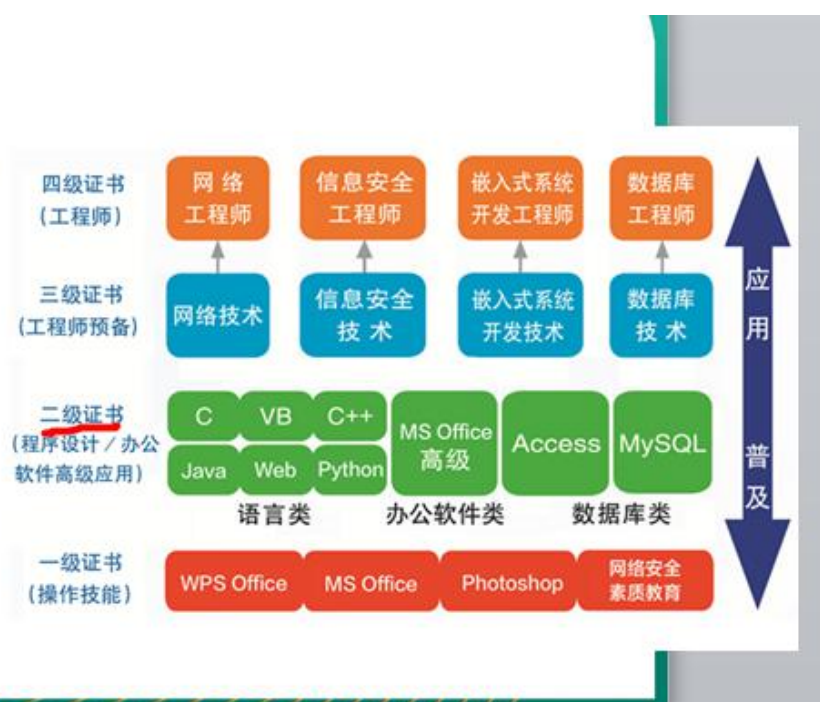 四级证书
(工程师)
网 络
工程师
信息安全
工程师
嵌入式系统
开发工程师
数据库
工程师
三级证书
(工程师预备)
网络技术
信息安全
技 术
嵌入式系统
开发技术
数据库
技 术
应
用
二级证书
(程序设计/办公
软件高级应用)
C
VB
C++
Java
Web
Python
MS Office
高级
Access
MySQL
语言类
办公软件类
数据库类
普
及
一级证书
(操作技能)
WPS Office
MS Office
Photoshop
网络安全
素质教育